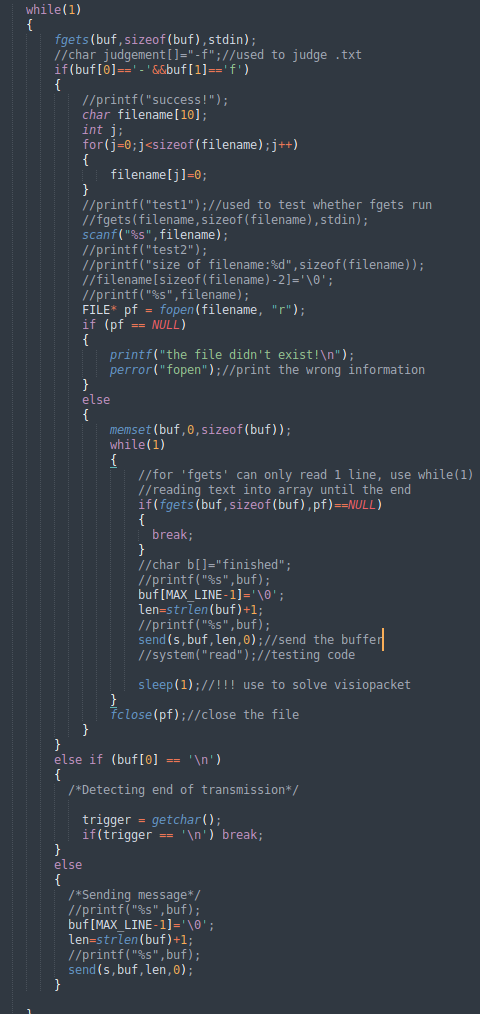 while(1)
{
fgets(buf,sizeof(buf),stdin);
//char judgement[]="-f";//used to judge .txt
if(buf[0]=='-'&&buf[1]=='f')
{
//printf("success!");
char filename[10];
int j;
for(j=0;j<sizeof(filename);j++)
{
filename[j]=0;
}
//printf("test1");//used to test whether fgets run
//fgets(filename,sizeof(filename),stdin);
scanf("%s",filename);
//printf("test2");
//printf("size of filename:%d",sizeof(filename));
//filename[sizeof(filename)-2]='\0';
//printf("%s",filename);
FILE* pf = fopen(filename, "r");
if (pf == NULL)
{
printf("the file didn't exist!\n");
perror("fopen");//print the wrong information
}
else
{
memset(buf,0,sizeof(buf));
while(1)
{
//for 'fgets' can only read 1 line, use while(1)
//reading text into array until the end
if(fgets(buf,sizeof(buf),pf)==NULL)
{
break;
}
//char b[]="finished";
//printf("%s",buf);
buf[MAX_LINE-1]='\0';
len=strlen(buf)+1;
//printf("%s",buf);
send(s,buf,len,0);//send the buffer
//system("read");//testing code
sleep(1);//!!! use to solve visiopacket
}
fclose(pf);//close the file
}
}
else if (buf[0] == '\n')
{
/*Detecting end of transmission*/
trigger = getchar();
if(trigger == '\n') break;
}
else
{
/*Sending message*/
//printf("%s",buf);
buf[MAX_LINE-1]='\0';
len=strlen(buf)+1;
//printf("%s",buf);
send(s,buf,len,0);
}
}